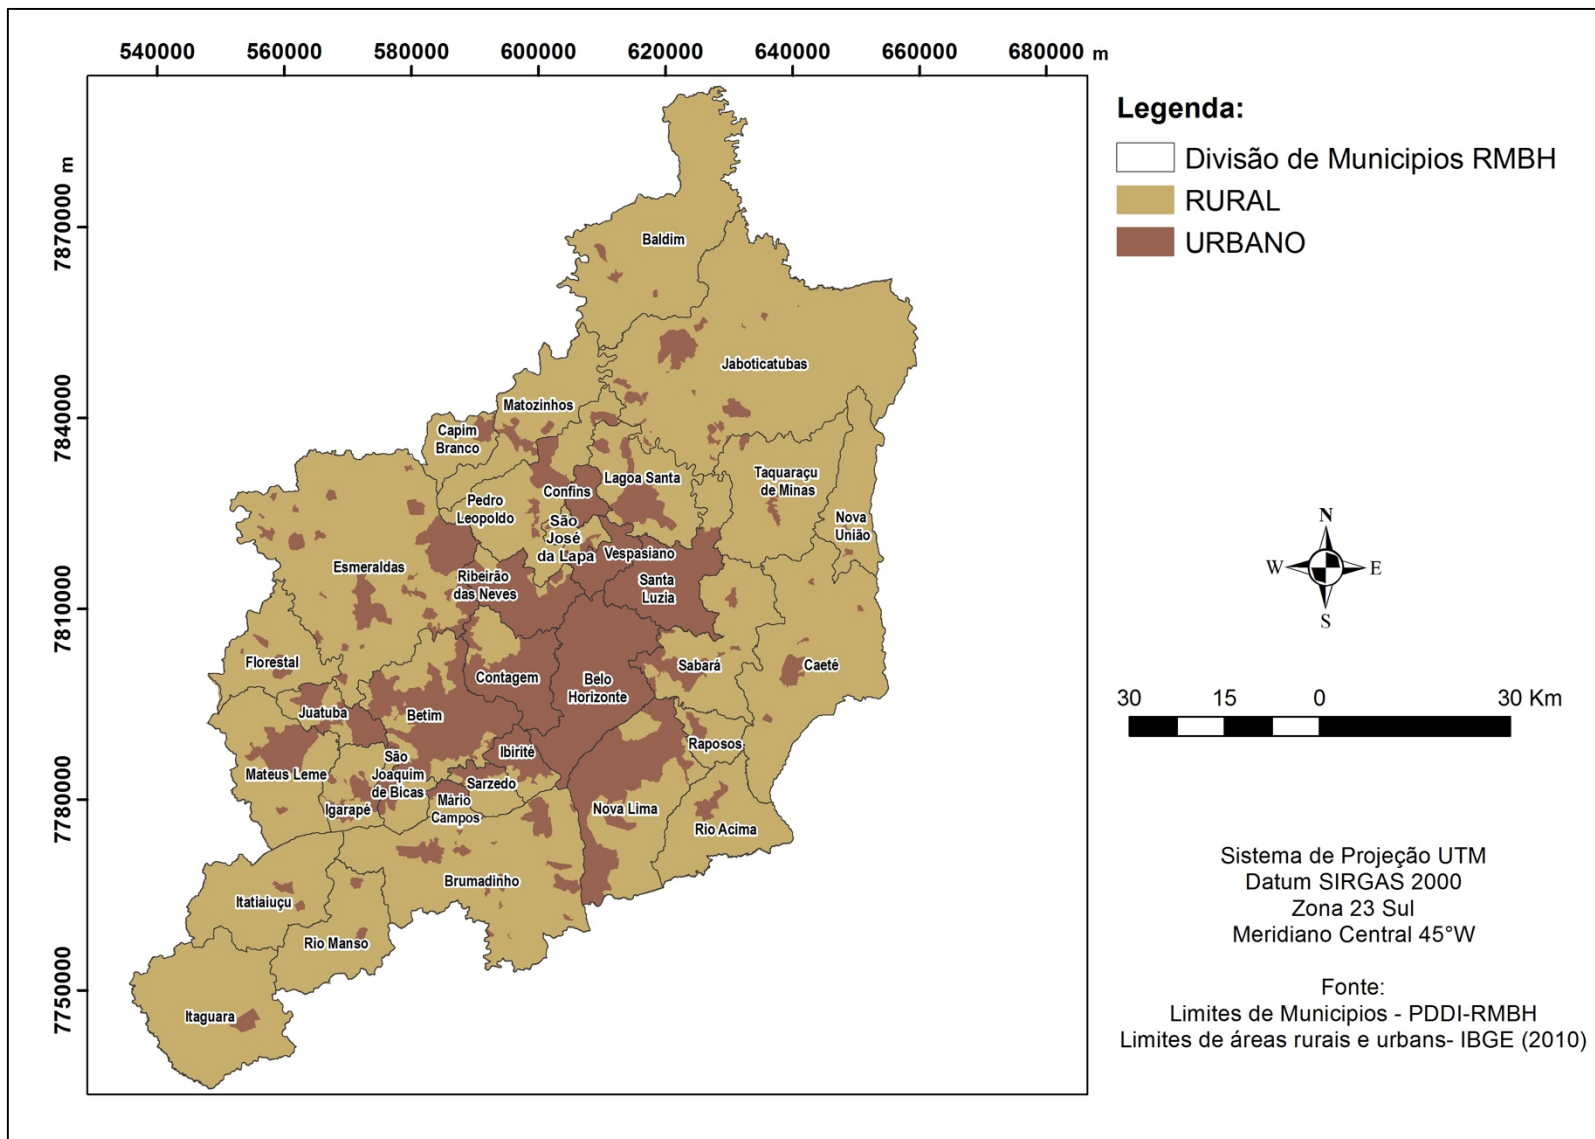 540000 560000 580000 600000 620000 640000 660000 680000 m
7870000 m
7840000
7810000
7780000
7750000
Baldim
Jaboticatubas
Matozinhos
Capim
Branco
Lagoa Santa
Taquaraçu
de Minas
Confins
Pedro
Leopoldo
São
José
da Lapa
Nova
União
Vespasiano
Esmeraldas
Ribeirão
das Neves
Santa
Luzia
Florestal
Contagem
Sabará
Caeté
Belo
Horizonte
Juatuba
Betim
Ibirité
Raposos
São
Joaquim
de Bicas
Mateus Leme
Sarzedo
Mário
Campos
Igarapé
Nova Lima
Rio Acima
Brumadinho
Itatiaiuçu
Rio Manso
Itaguara
Legenda:
Divisão de Municipios RMBH
RURAL
URBANO
N
W E
S
30 15 0 30 Km
Sistema de Projeção UTM
Datum SIRGAS 2000
Zona 23 Sul
Meridiano Central 45°W
Fonte:
Limites de Municipios - PDDI-RMBH
Limites de áreas rurais e urbans- IBGE (2010)